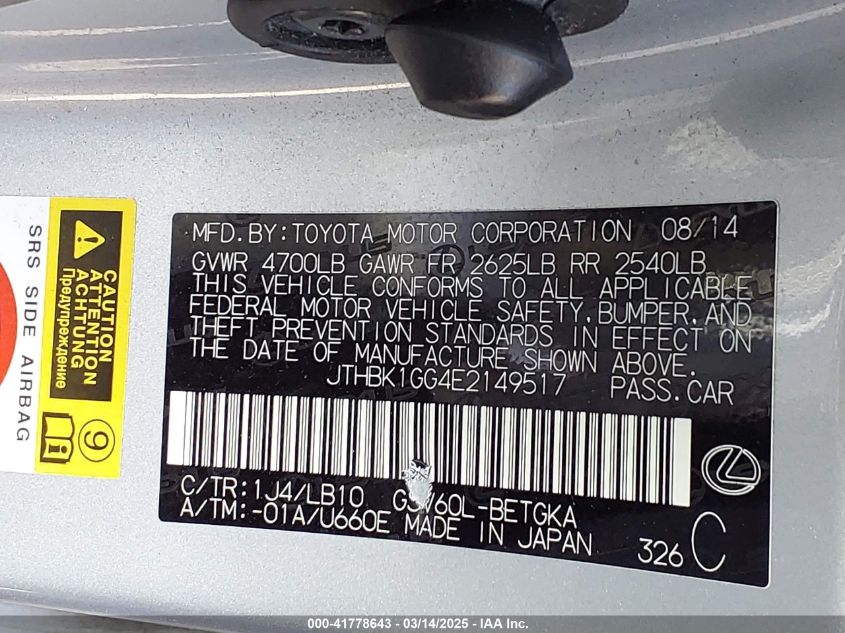 MFD.BY:TOYOTA MOTOR CORPORATION 08/14
GVWR 4700LB GAWR FR 2625LB RR 2540LB
THIS VEHICLE CONFORMS TO ALL APPLICABLE
FEDERAL MOTOR VEHICLE SAFETY, BUMPER, AND
THEFT PREVENTION STANDARDS IN EFFECT ON
THE DATE OF MANUFACTURE SHOWN ABOVE.
JTHBK1GG4E2149517 PASS.CAR
C/TR:1J4/LB10 GSV60L-BETGKA
A/TM:-01A/U660E MADE IN JAPAN
326 C
SRS SIDE AIRBAG
CAUTION
ATTENTION
ACHTUNG
Предупреждение
9
000-41778643 - 03/14/2025 - IAA Inc.